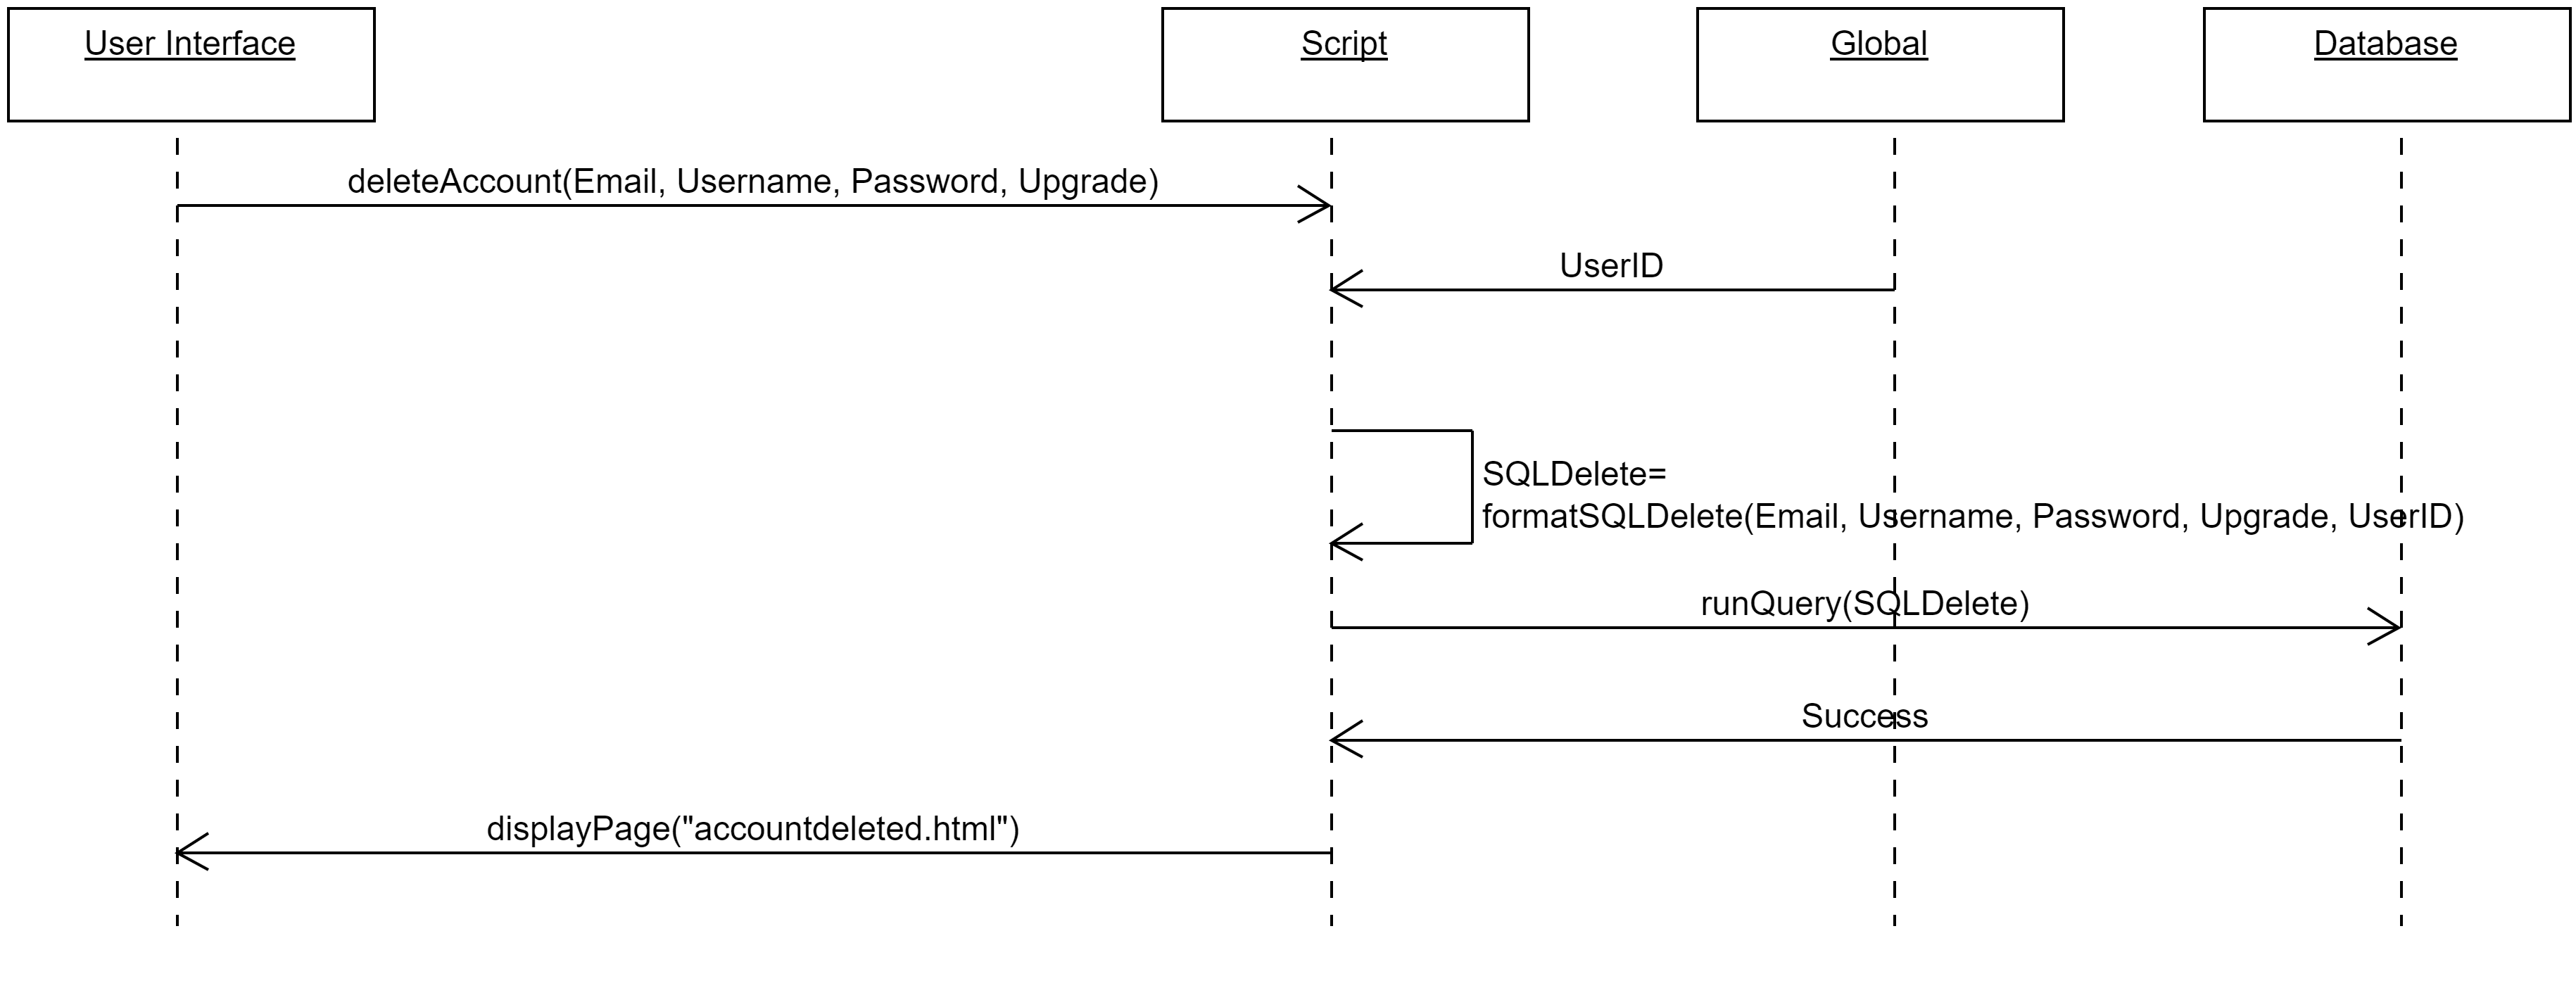 User Interface
Script
Global
Database
deleteAccount(Email, Username, Password, Upgrade)
UserID
SQLDelete=
formatSQLDelete(Email, Username, Password, Upgrade, UserID)
runQuery(SQLDelete)
Success
displayPage("accountdeleted.html")